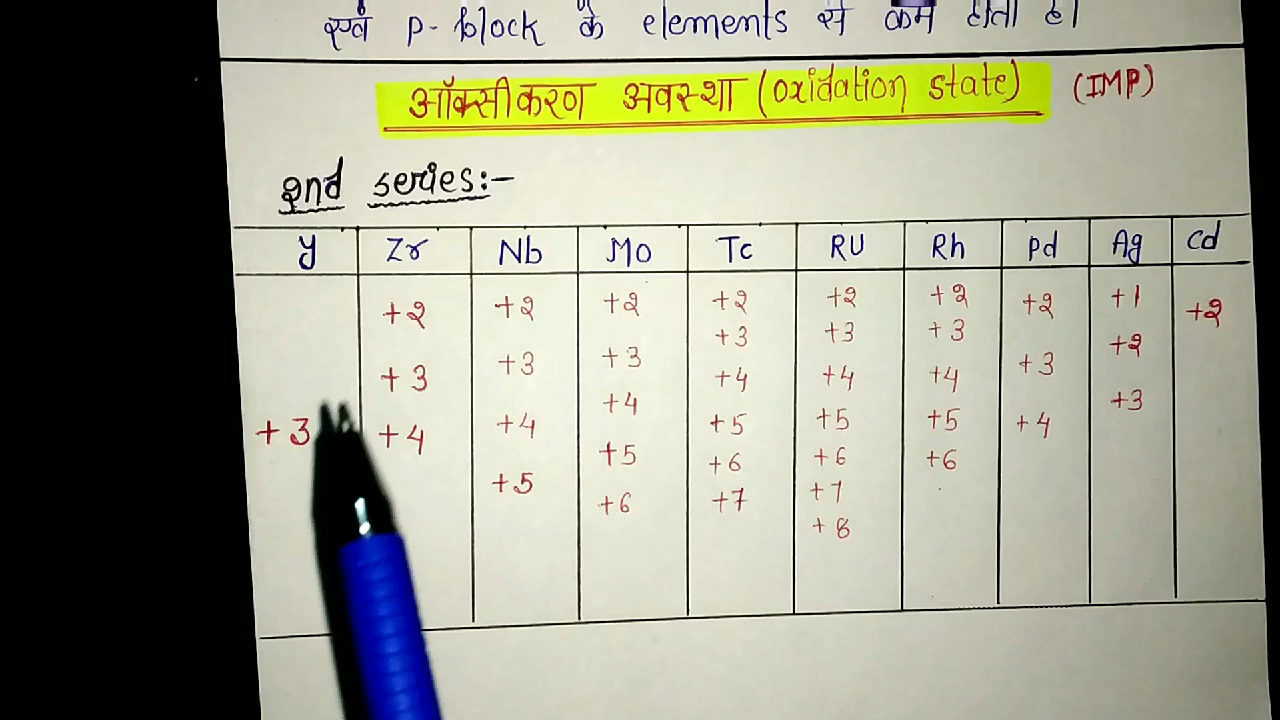 एवं p-block के elements से कम होता है।
ऑक्सीकरण अवस्था (oxidation state) (IMP)
2nd series:-
y Zr Nb Mo Tc RU Rh Pd Ag Cd
+2 +2 +2 +2 +2 +2 +2 +1 +2
+3 +3 +3 +3 +3 +3 +3 +2
+3 +4 +4 +4 +4 +4 +4 +4 +3
+5 +5 +5 +5 +5
+6 +6 +6 +6
+7 +7
+8